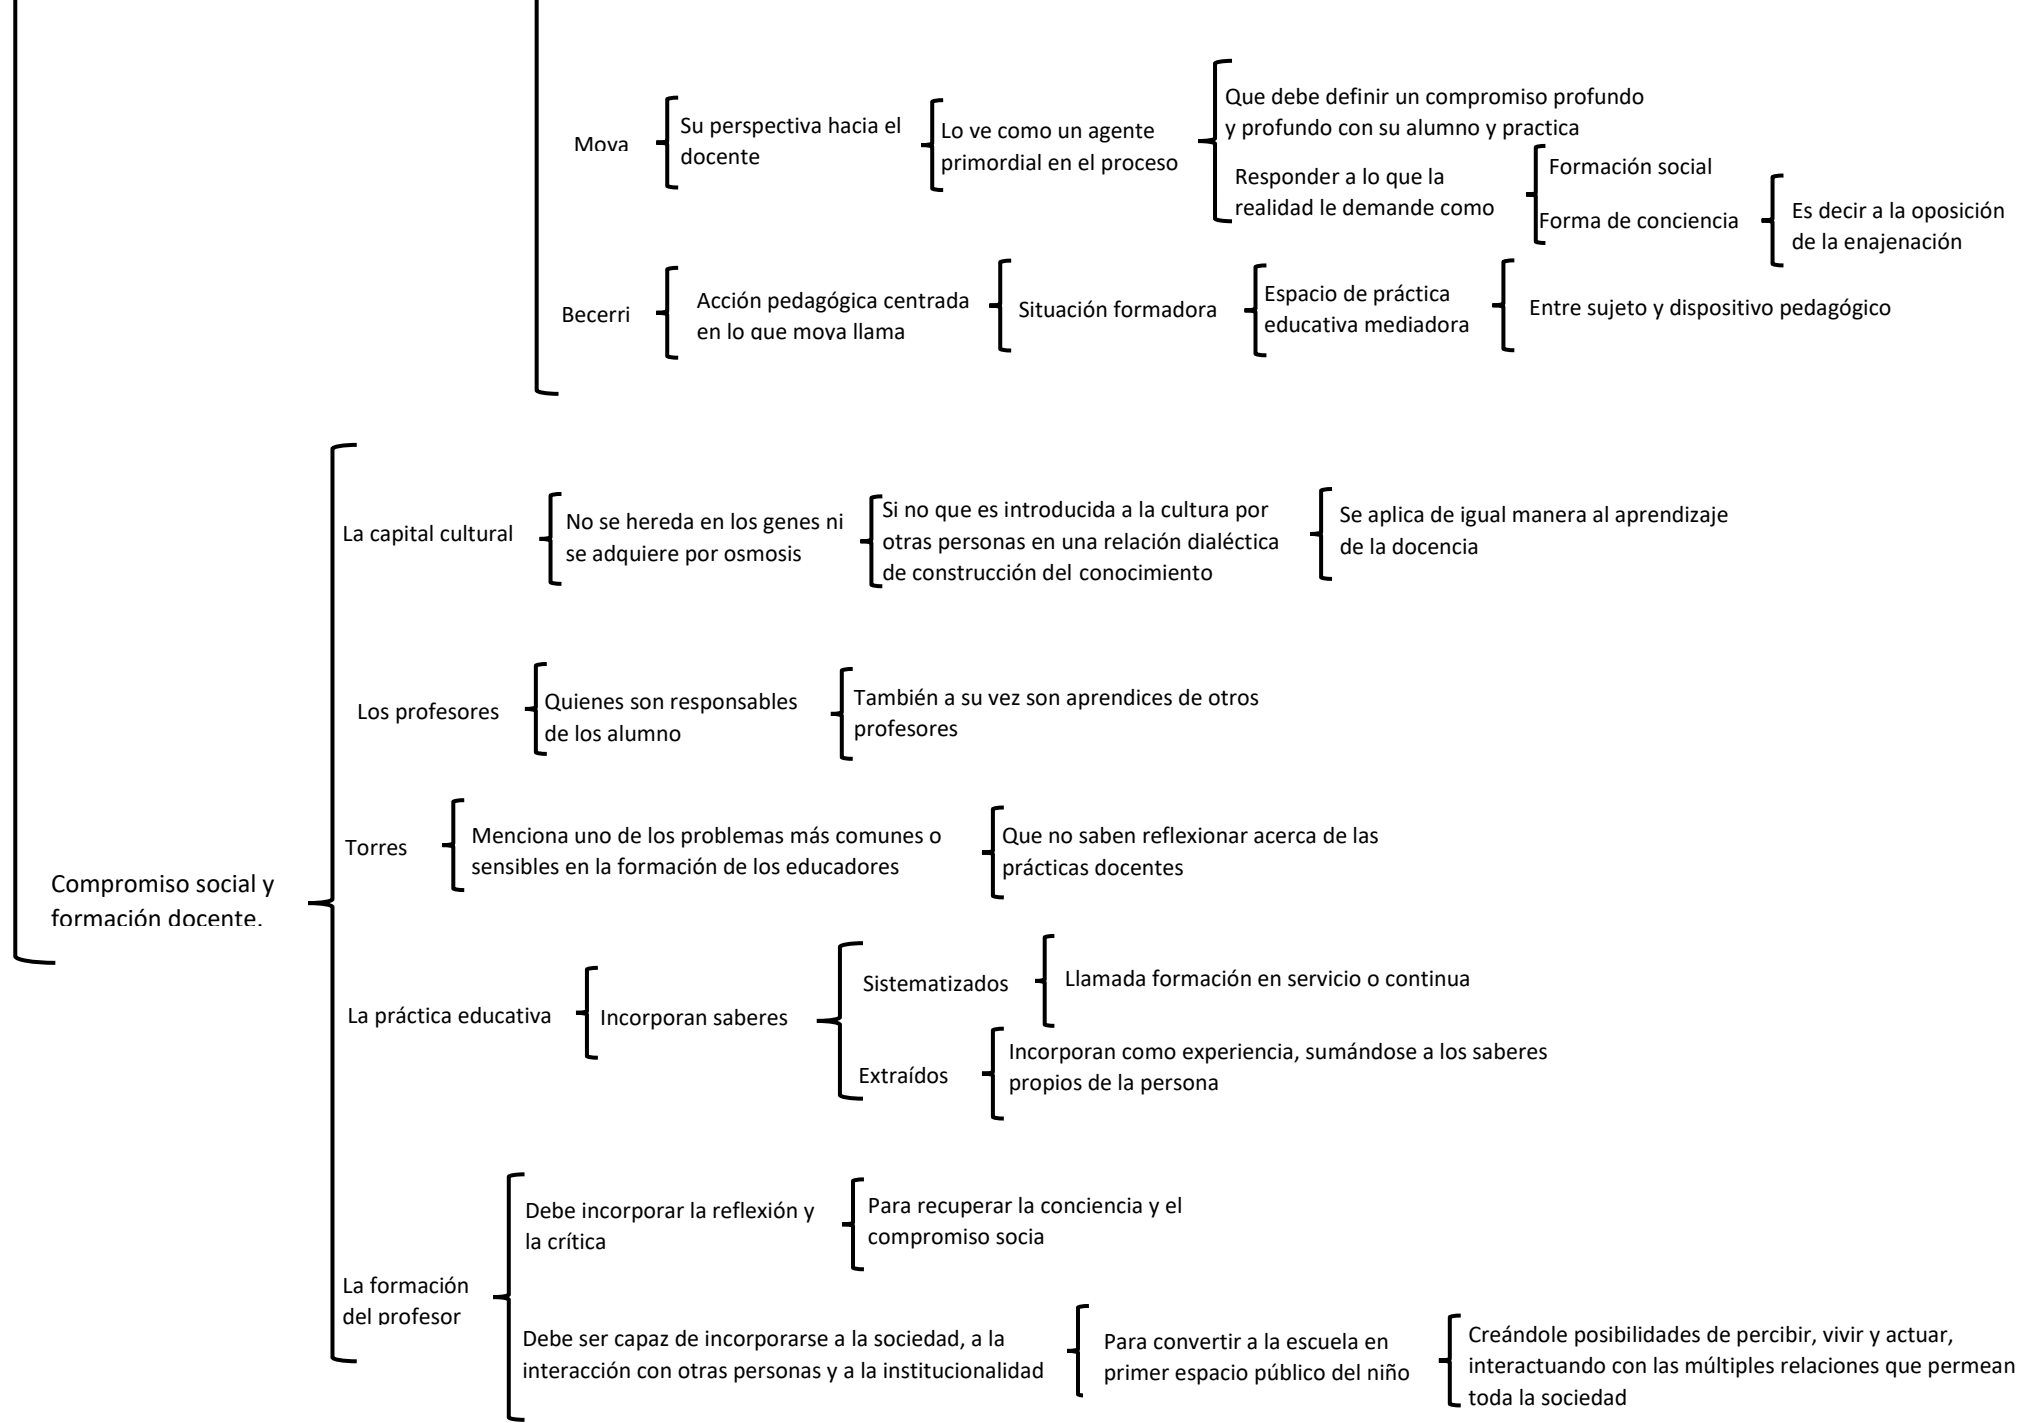 Moya
Su perspectiva hacia el
docente
Lo ve como un agente
primordial en el proceso
Que debe definir un compromiso profundo
y profundo con su alumno y practica
Responder a lo que la
realidad le demande como
Formación social
Forma de conciencia
Es decir a la oposición
de la enajenación
Becerri
Acción pedagógica centrada
en lo que moya llama
Situación formadora
Espacio de práctica
educativa mediadora
Entre sujeto y dispositivo pedagógico
Compromiso social y
formación docente.
La capital cultural
No se hereda en los genes ni
se adquiere por osmosis
Si no que es introducida a la cultura por
otras personas en una relación dialéctica
de construcción del conocimiento
Se aplica de igual manera al aprendizaje
de la docencia
Los profesores
Quienes son responsables
de los alumno
También a su vez son aprendices de otros
profesores
Torres
Menciona uno de los problemas más comunes o
sensibles en la formación de los educadores
Que no saben reflexionar acerca de las
prácticas docentes
La práctica educativa
Incorporan saberes
Sistematizados
Llamada formación en servicio o continua
Extraídos
Incorporan como experiencia, sumándose a los saberes
propios de la persona
La formación
del profesor
Debe incorporar la reflexión y
la crítica
Para recuperar la conciencia y el
compromiso socia
Debe ser capaz de incorporarse a la sociedad, a la
interacción con otras personas y a la institucionalidad
Para convertir a la escuela en
primer espacio público del niño
Creándole posibilidades de percibir, vivir y actuar,
interactuando con las múltiples relaciones que permean
toda la sociedad